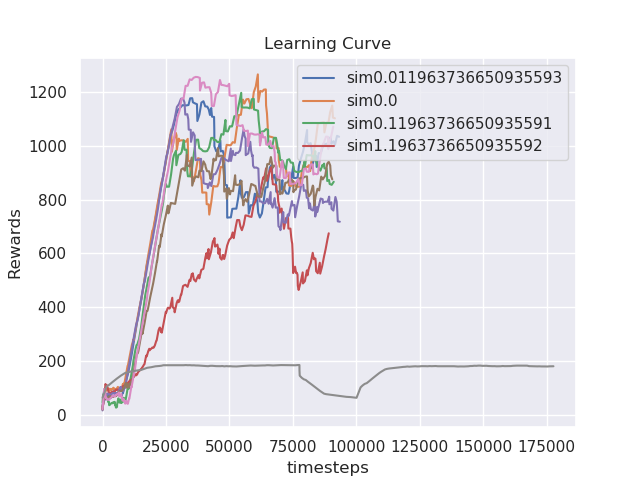 Learning Curve
sim0.011963736650935593
sim0.0
sim0.11963736650935591
sim1.1963736650935592
1200
1000
800
600
400
200
0
Rewards
0 25000 50000 75000 100000 125000 150000 175000
timesteps